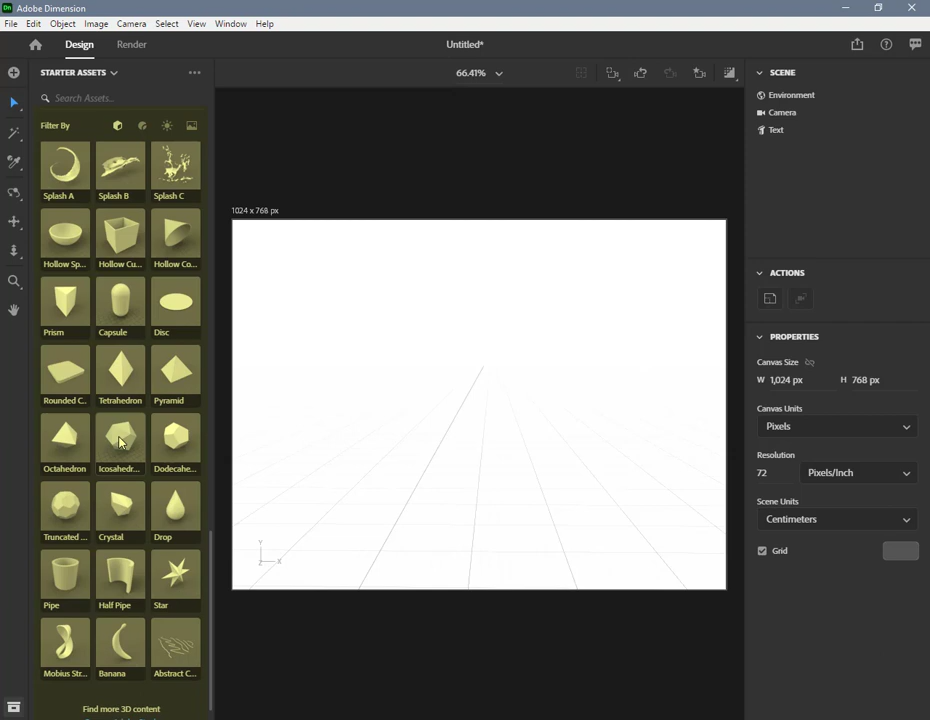 Dn Adobe Dimension
File Edit Object Image Camera Select View Window Help
Design Render Untitled*
STARTER ASSETS
66.41%
Search Assets...
Filter By
Splash A Splash B Splash C
Hollow Sp... Hollow Cu... Hollow Co...
Prism Capsule Disc
Rounded C... Tetrahedron Pyramid
Octahedron Icosahedr... Dodecahe...
Truncated ... Crystal Drop
Pipe Half Pipe Star
Mobius Str... Banana Abstract C...
Find more 3D content
1024 x 768 px
Y
Z X
SCENE
Environment
Camera
Text
ACTIONS
PROPERTIES
Canvas Size
W 1,024 px H 768 px
Canvas Units
Pixels
Resolution
72 Pixels/Inch
Scene Units
Centimeters
Grid